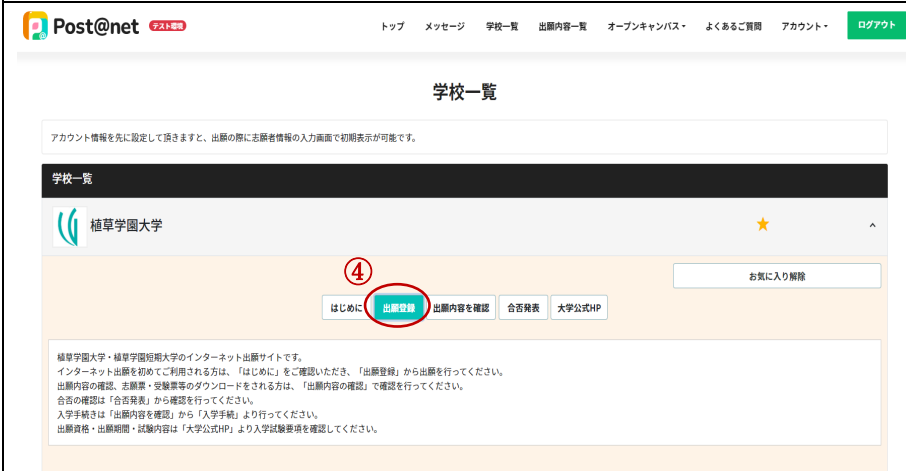 Post@net テスト環境 トップ メッセージ 学校一覧 出願内容一覧 オープンキャンパス よくあるご質問 アカウント ログアウト
学校一覧
アカウント情報を先に設定して頂きますと、出願の際に志願者情報の入力画面で初期表示が可能です。
学校一覧
植草学園大学
④
お気に入り解除
はじめに 出願登録 出願内容を確認 合否発表 大学公式HP
植草学園大学・植草学園短期大学のインターネット出願サイトです。
インターネット出願を初めてご利用される方は、「はじめに」をご確認いただき、「出願登録」から出願を行ってください。
出願内容の確認、志願票・受験票等のダウンロードをされる方は、「出願内容の確認」で確認を行ってください。
合否の確認は「合否発表」から確認を行ってください。
入学手続きは「出願内容を確認」から「入学手続」より行ってください。
出願資格・出願期間・試験内容は「大学公式HP」より入学試験要項を確認してください。